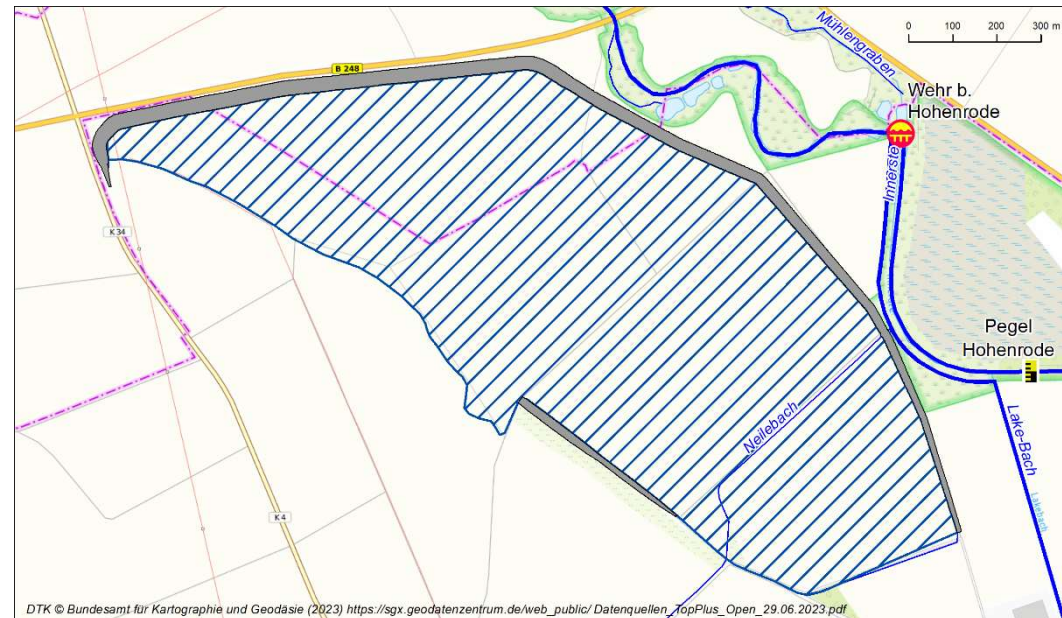 0 100 200 300 m
Mühlengraben
B 248
Wehr b.
Hohenrode
Innerste
K 34
Pegel
Hohenrode
Neilebach
Lake-Bach
Lakebach
K 4
DTK © Bundesamt für Kartographie und Geodäsie (2023) https://sgx.geodatenzentrum.de/web_public/ Datenquellen_TopPlus_Open_29.06.2023.pdf